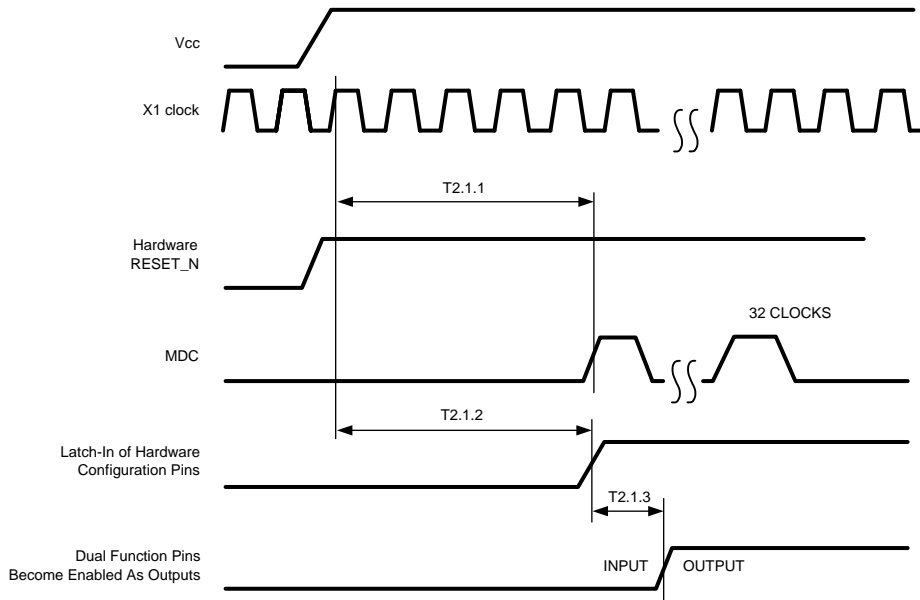 Vcc
X1 clock
T2.1.1
Hardware
RESET_N
32 CLOCKS
MDC
T2.1.2
Latch-In of Hardware
Configuration Pins
T2.1.3
Dual Function Pins
Become Enabled As Outputs
INPUT
OUTPUT